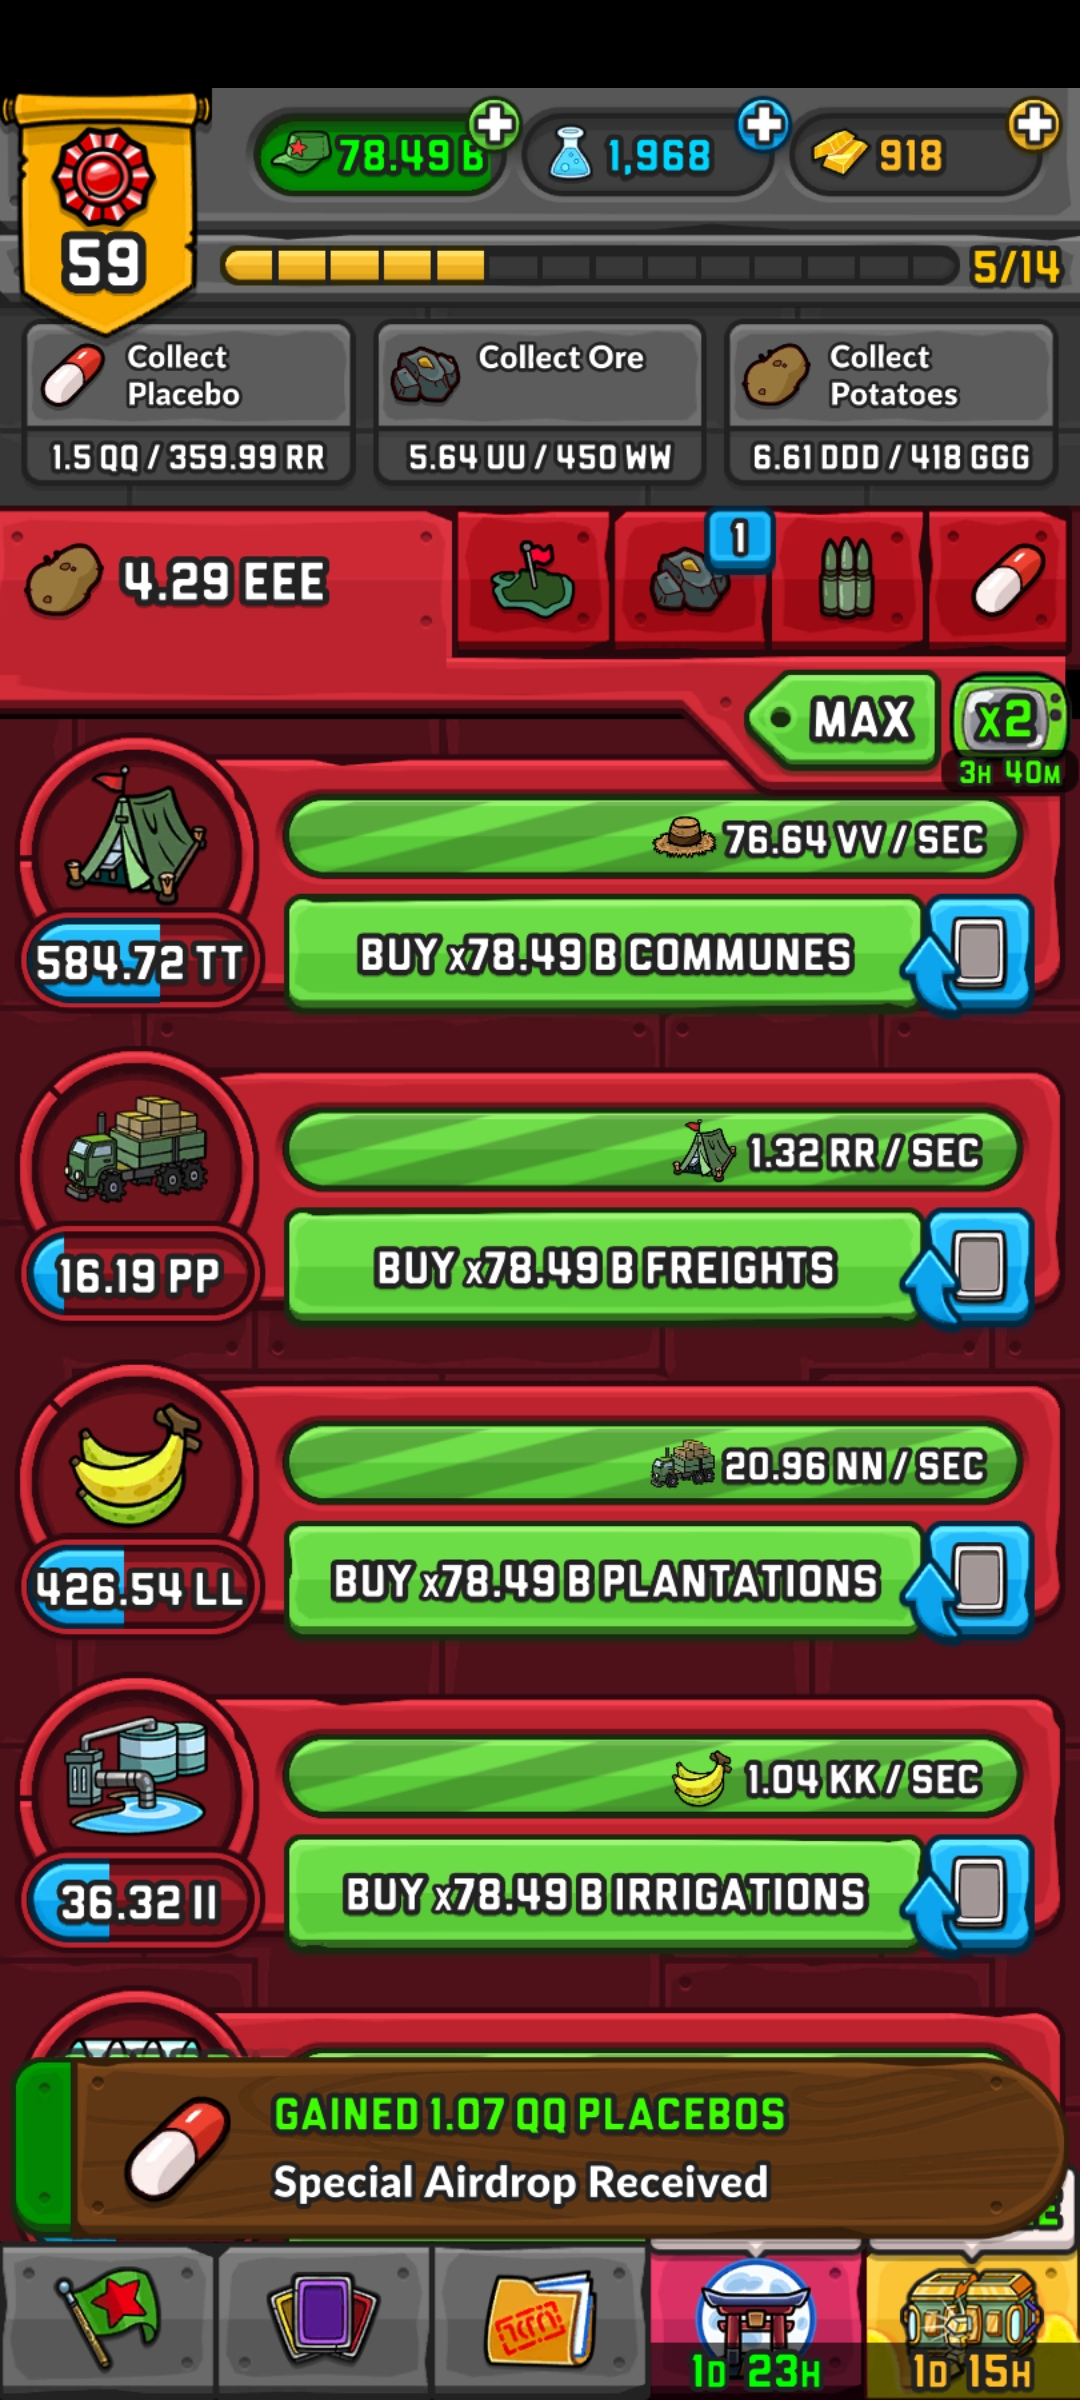 59
78.49 B
1,968
918
5/14
Collect
Placebo
1.5 QQ / 359.99 RR
Collect Ore
5.64 UU / 450 WW
Collect
Potatoes
6.61 DDD / 418 GGG
4.29 EEE
1
MAX
x2
3H 40M
76.64 VV / SEC
584.72 TT
BUY x78.49 B COMMUNES
1.32 RR / SEC
16.19 PP
BUY x78.49 B FREIGHTS
20.96 NN / SEC
426.54 LL
BUY x78.49 B PLANTATIONS
1.04 KK / SEC
36.32 II
BUY x78.49 B IRRIGATIONS
GAINED 1.07 QQ PLACEBOS
Special Airdrop Received
1D 23H
1D 15H